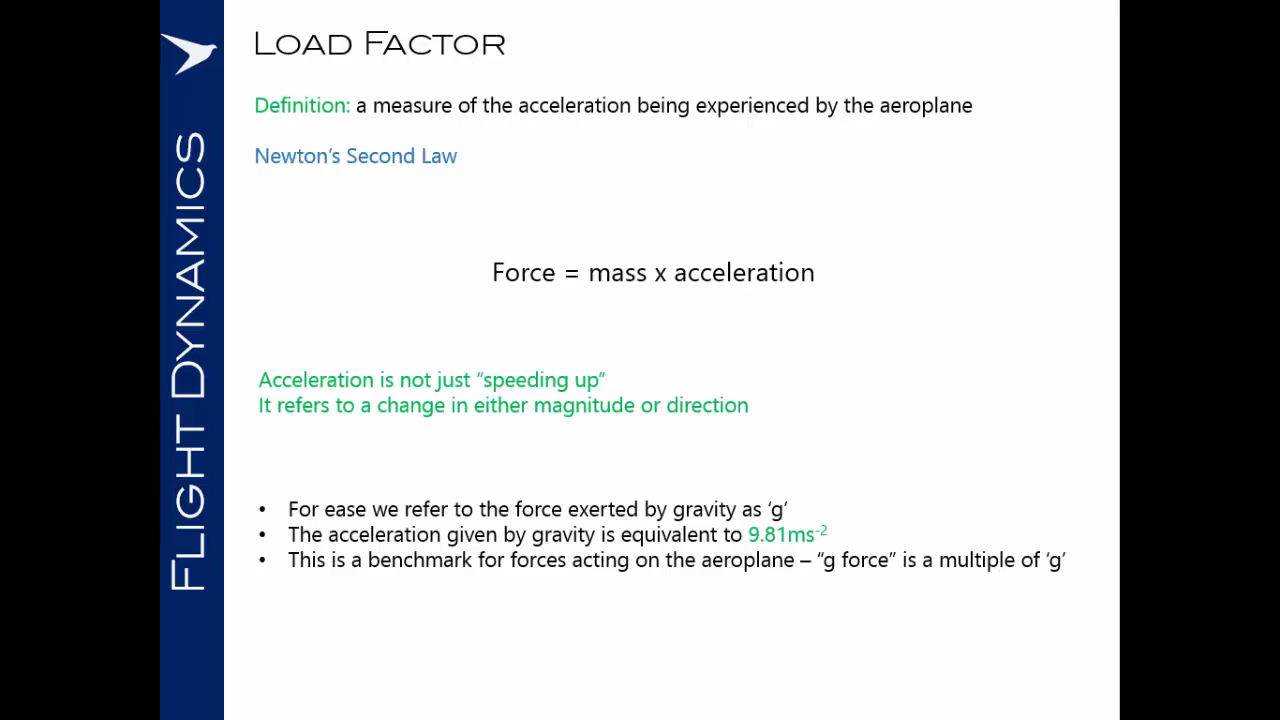 LOAD FACTOR
Definition: a measure of the acceleration being experienced by the aeroplane
Newton's Second Law
Force = mass x acceleration
Acceleration is not just “speeding up”
It refers to a change in either magnitude or direction
• For ease we refer to the force exerted by gravity as ‘g’
• The acceleration given by gravity is equivalent to 9.81ms⁻²
• This is a benchmark for forces acting on the aeroplane – “g force” is a multiple of ‘g’
FLIGHT DYNAMICS